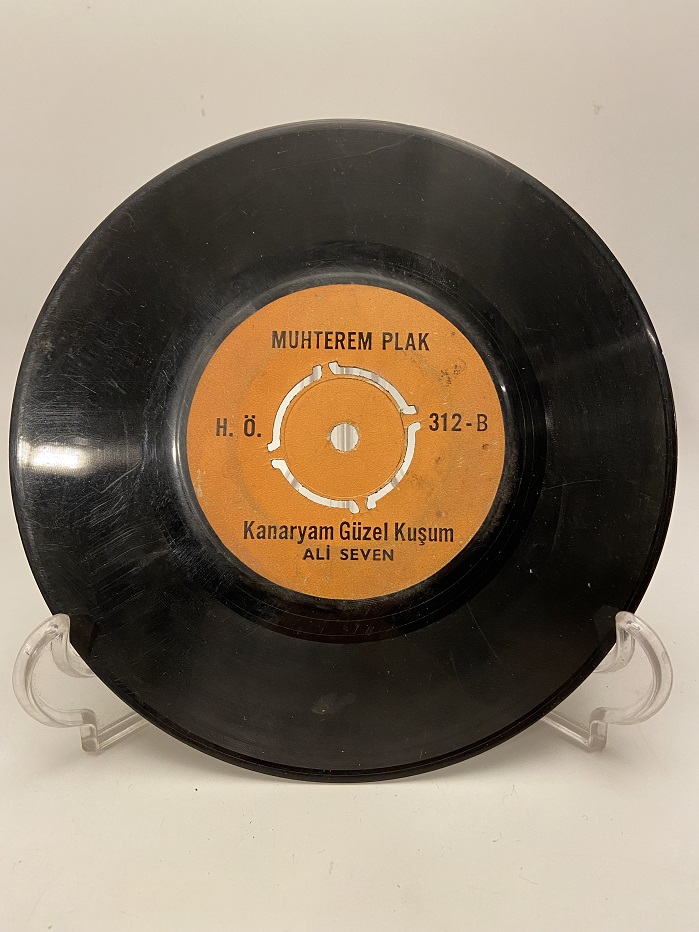 MUHTEREM PLAK
H. Ö. 312-B
Kanaryam Güzel Kuşum
ALİ SEVEN